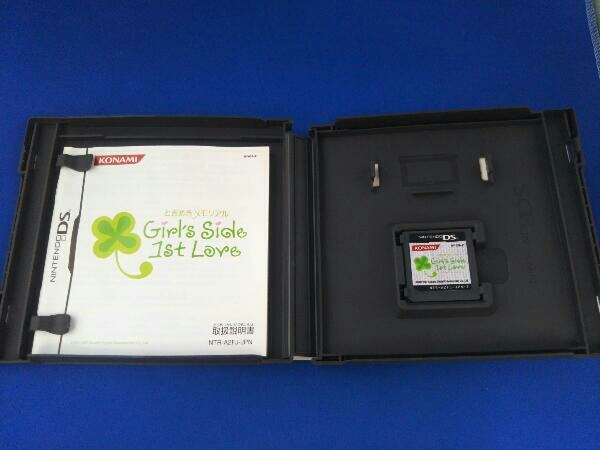 KONAMI
NINTENDO DS
ときめきメモリアル
Girl's Side
1st Love
取扱説明書
NTR-A2FJ-JPN
NINTENDO DS
KONAMI
Girl's Side
1st Love